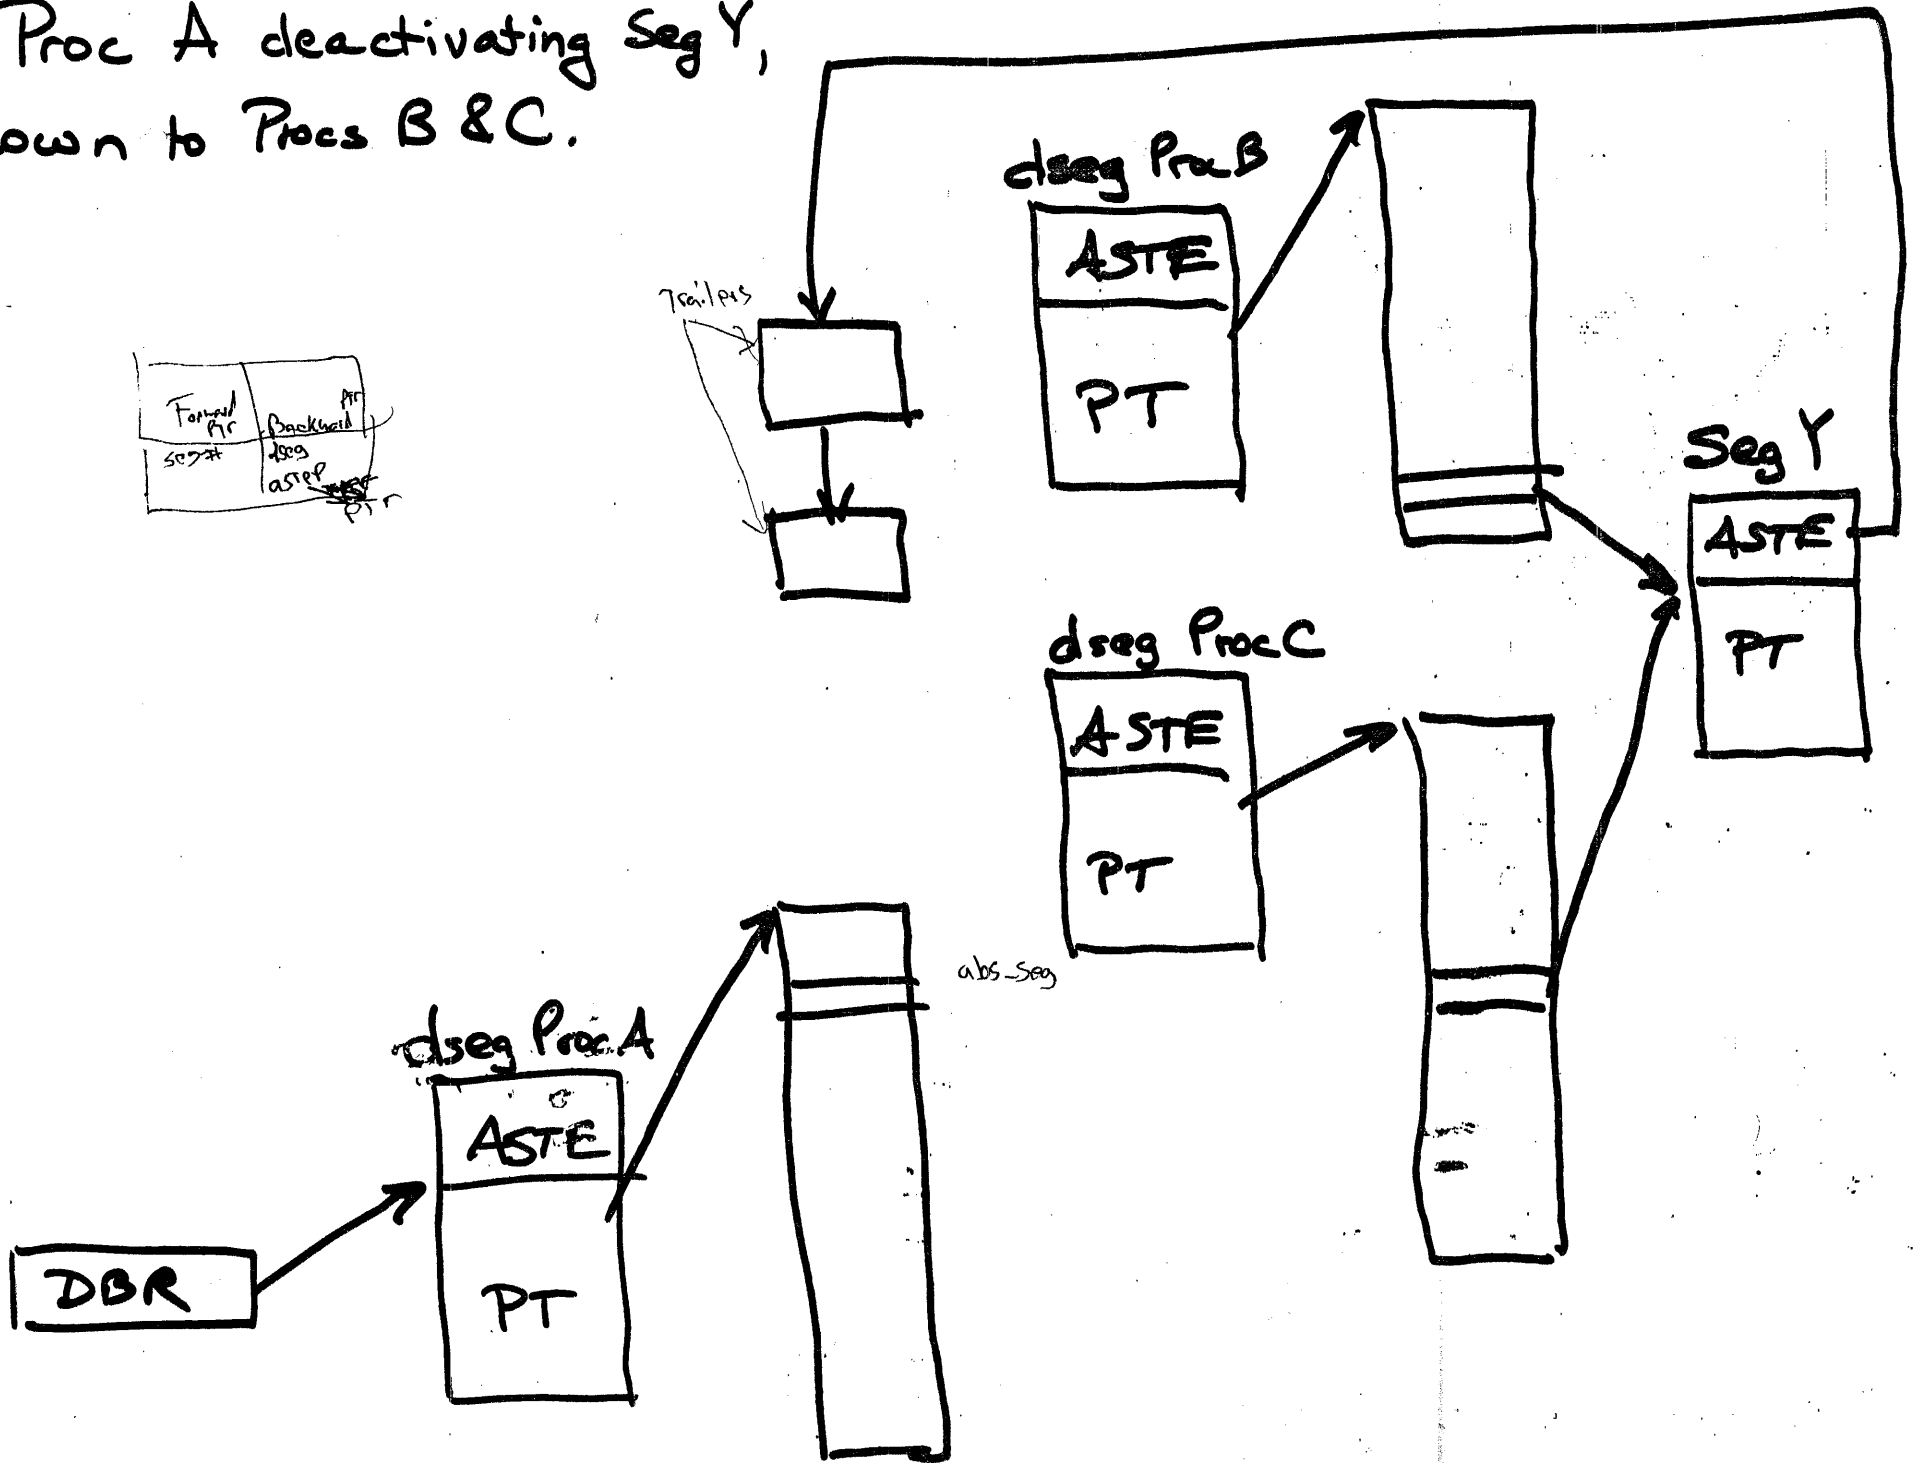 Proc A deactivating Seg Y,
own to Procs B & C.
dseg Proc B
ASTE
PT
Trailers
Forward
Ptr
Backward
Ptr
seg#
dseg
astep
ptr
Seg Y
ASTE
PT
dseg Proc C
ASTE
PT
abs_seg
dseg Proc A
ASTE
PT
DBR